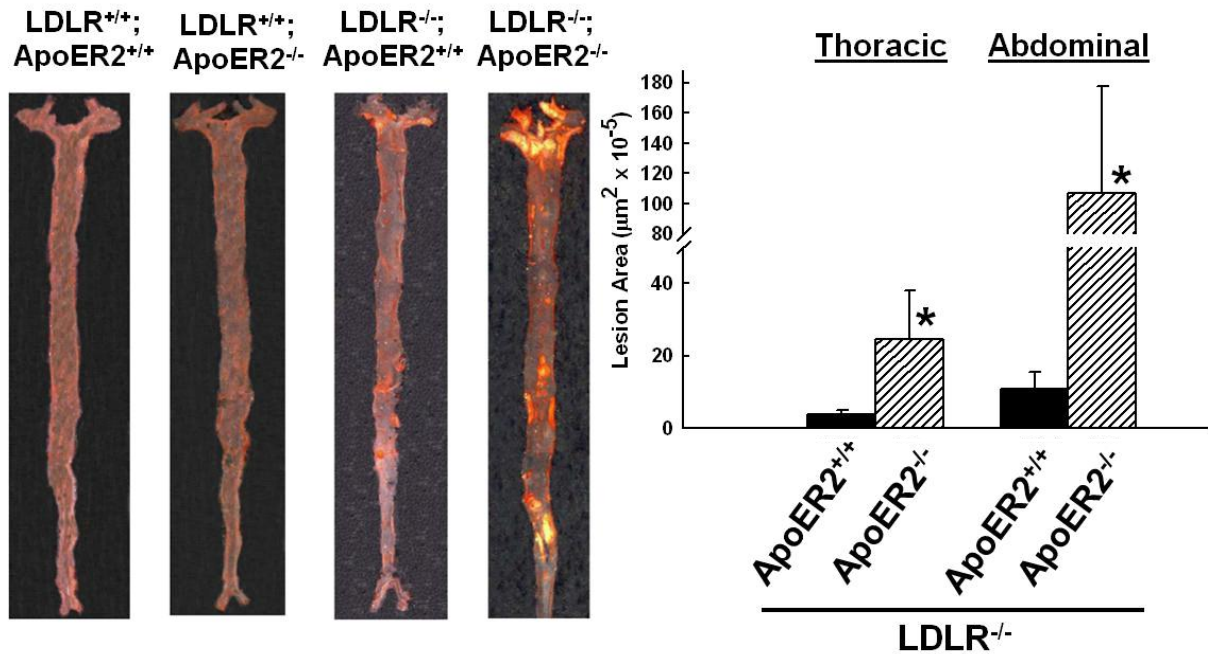 LDLR+/+;
ApoER2+/+
LDLR+/+;
ApoER2-/-
LDLR-/-;
ApoER2+/+
LDLR-/-;
ApoER2-/-
Thoracic
Abdominal
Lesion Area (μm² x 10⁻⁵)
180
160
140
120
100
80
40
20
0
*
*
ApoER2+/+
ApoER2-/-
ApoER2+/+
ApoER2-/-
LDLR-/-